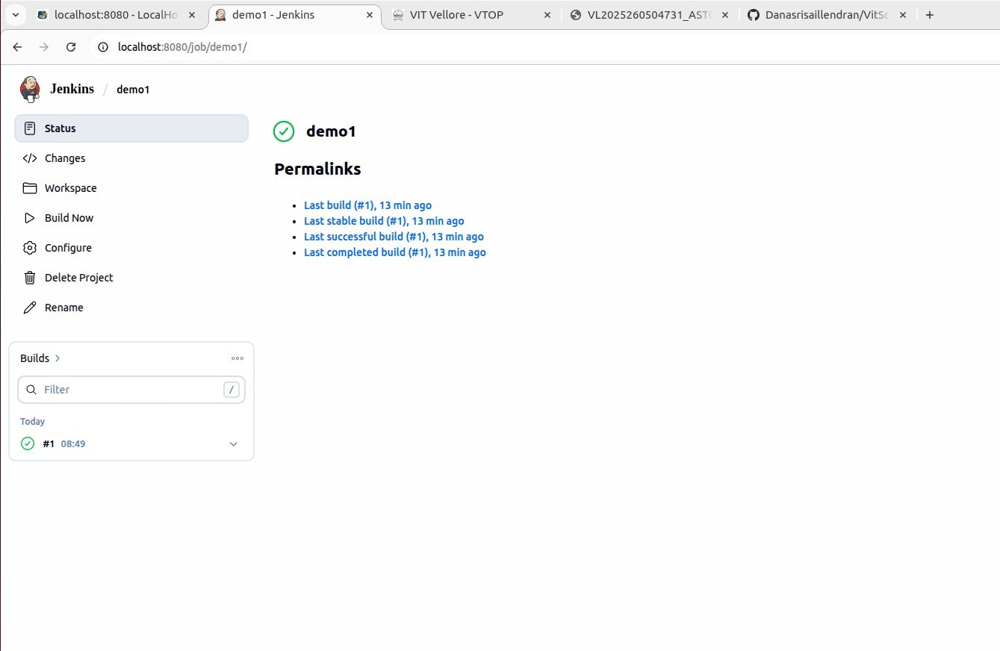 localhost:8080 - LocalHo
demo1 - Jenkins
VIT Vellore - VTOP
VL2025260504731_ASTO
Danasrisaillendran/VitSc
localhost:8080/job/demo1/
Jenkins / demo1
Status
Changes
Workspace
Build Now
Configure
Delete Project
Rename
Builds
Filter /
Today
#1 08:49
demo1
Permalinks
Last build (#1), 13 min ago
Last stable build (#1), 13 min ago
Last successful build (#1), 13 min ago
Last completed build (#1), 13 min ago